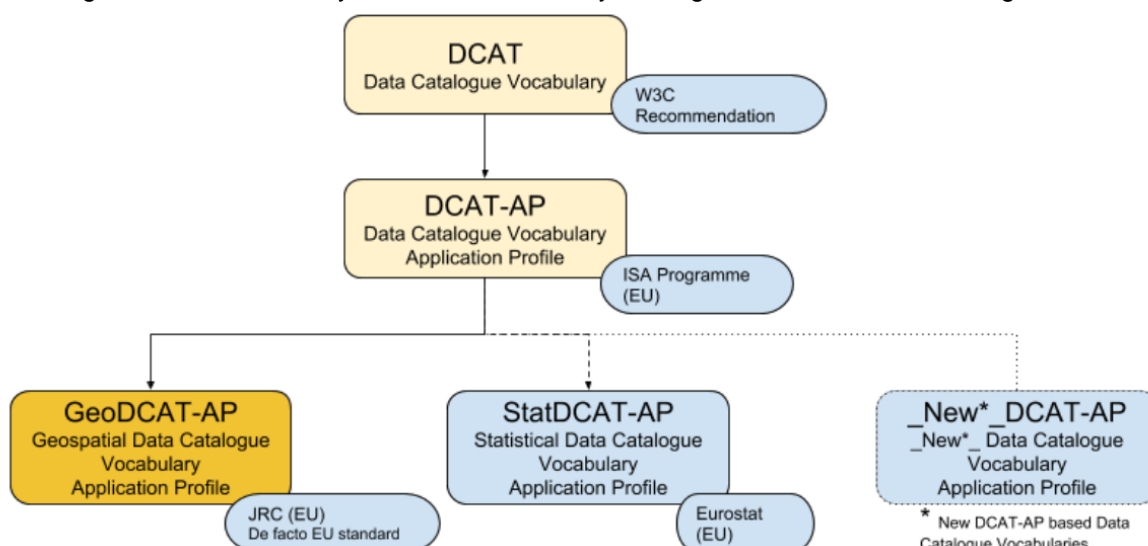 DCAT
Data Catalogue Vocabulary
W3C
Recommendation
DCAT-AP
Data Catalogue Vocabulary
Application Profile
ISA Programme
(EU)
GeoDCAT-AP
Geospatial Data Catalogue
Vocabulary
Application Profile
JRC (EU)
De facto EU standard
StatDCAT-AP
Statistical Data Catalogue
Vocabulary
Application Profile
Eurostat
(EU)
_New*_DCAT-AP
_New*_ Data Catalogue
Vocabulary
Application Profile
* New DCAT-AP based Data
Catalogue Vocabularies